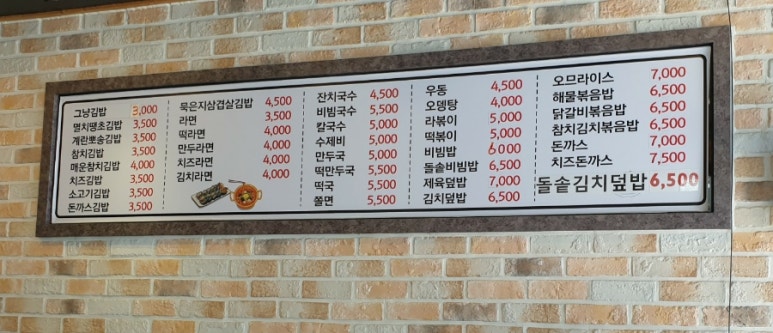 그냥김밥 3,000
멸치땡초김밥 3,500
계란뽀송김밥 3,500
참치김밥 3,500
매운참치김밥 4,000
치즈김밥 3,500
소고기김밥 3,500
돈까스김밥 3,500
묵은지삼겹살김밥 4,500
라면 3,500
떡라면 4,000
만두라면 4,000
치즈라면 4,000
김치라면 4,000
잔치국수 4,500
비빔국수 5,000
칼국수 5,000
수제비 5,000
만두국 5,000
떡만두국 5,500
떡국 5,500
쫄면 5,500
우동 4,500
오뎅탕 4,000
라볶이 5,000
떡볶이 5,000
비빔밥 6000
돌솥비빔밥 6,500
제육덮밥 7,000
김치덮밥 6,500
오므라이스 7,000
해물볶음밥 6,500
닭갈비볶음밥 6,500
참치김치볶음밥 6,500
돈까스 7,000
치즈돈까스 7,500
돌솥김치덮밥 6,500